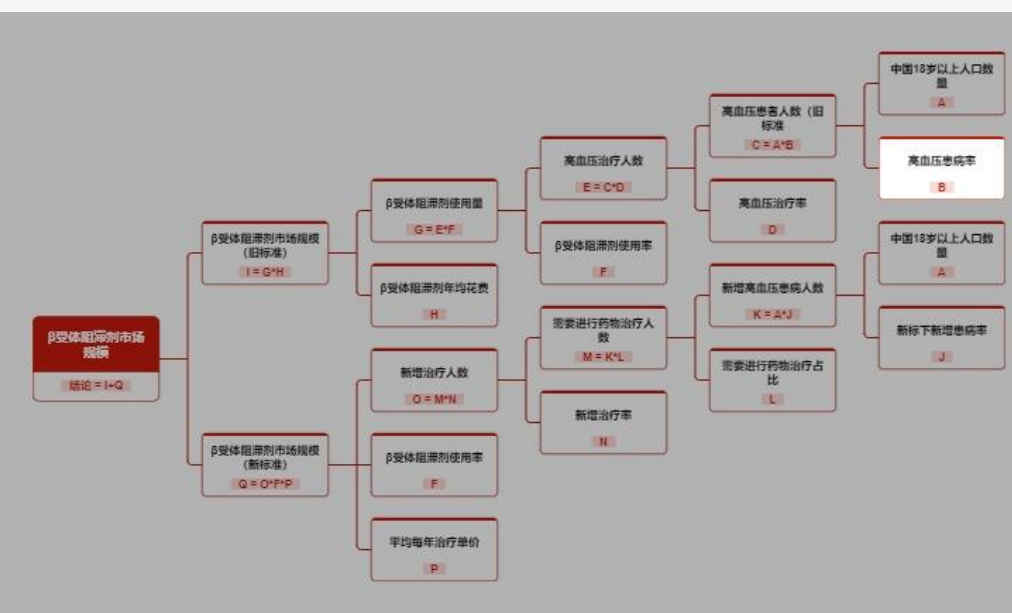 中国18岁以上人口数
量
A
高血压患者人数（旧
标准
C = A*B
高血压治疗人数
E = C*D
高血压患病率
B
β受体阻滞剂使用量
G = E*F
高血压治疗率
D
β受体阻滞剂市场规模
（旧标准）
I = G*H
β受体阻滞剂使用率
F
中国18岁以上人口数
量
A
β受体阻滞剂年均花费
H
新增高血压患病人数
K = A*J
β受体阻滞剂市场
规模
结论 = I+Q
需要进行药物治疗人
数
M = K*L
新标下新增患病率
J
新增治疗人数
O = M*N
需要进行药物治疗占
比
L
新增治疗率
N
β受体阻滞剂市场规模
（新标准）
Q = O*F*P
β受体阻滞剂使用率
F
平均每年治疗单价
P